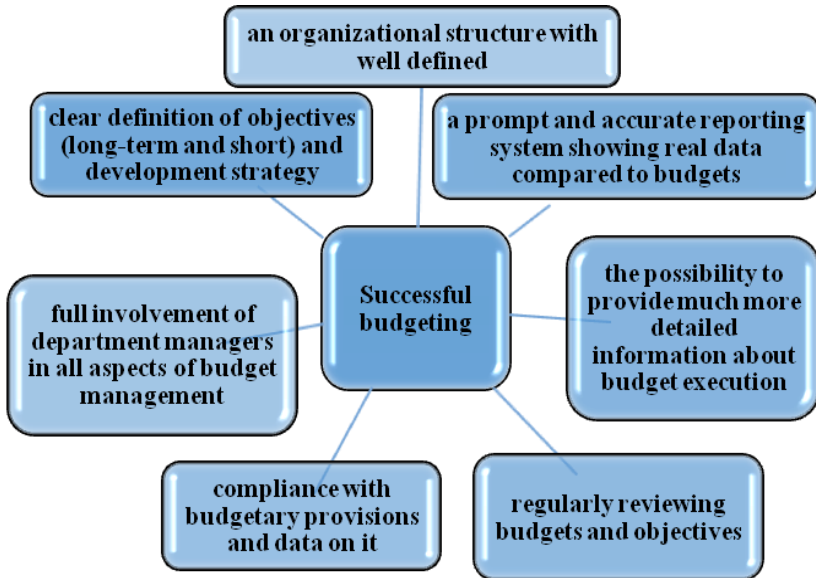 an organizational structure with
well defined
clear definition of objectives
(long-term and short) and
development strategy
a prompt and accurate reporting
system showing real data
compared to budgets
Successful
budgeting
the possibility to
provide much more
detailed
information about
budget execution
full involvement of
department managers
in all aspects of budget
management
compliance with
budgetary provisions
and data on it
regularly reviewing
budgets and objectives